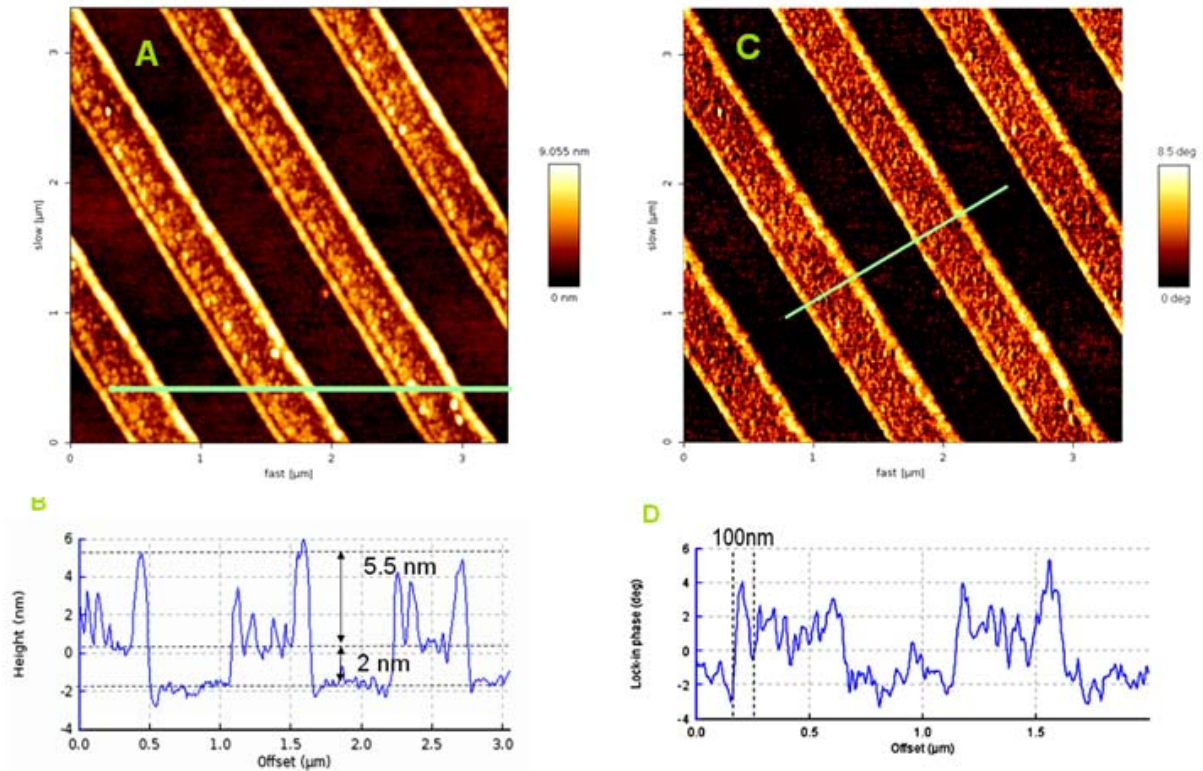 A
3
2
1
0
slow [µm]
0
1
2
3
fast [µm]
9.055 nm
0 nm
C
3
2
1
0
slow [µm]
0
1
2
3
fast [µm]
8.5 deg
0 deg
B
6
4
2
0
-2
-4
Height (nm)
5.5 nm
2 nm
0.0
0.5
1.0
1.5
2.0
2.5
3.0
Offset (µm)
D
100nm
6
4
2
0
-2
-4
Lock-in phase (deg)
0.0
0.5
1.0
1.5
Offset (µm)